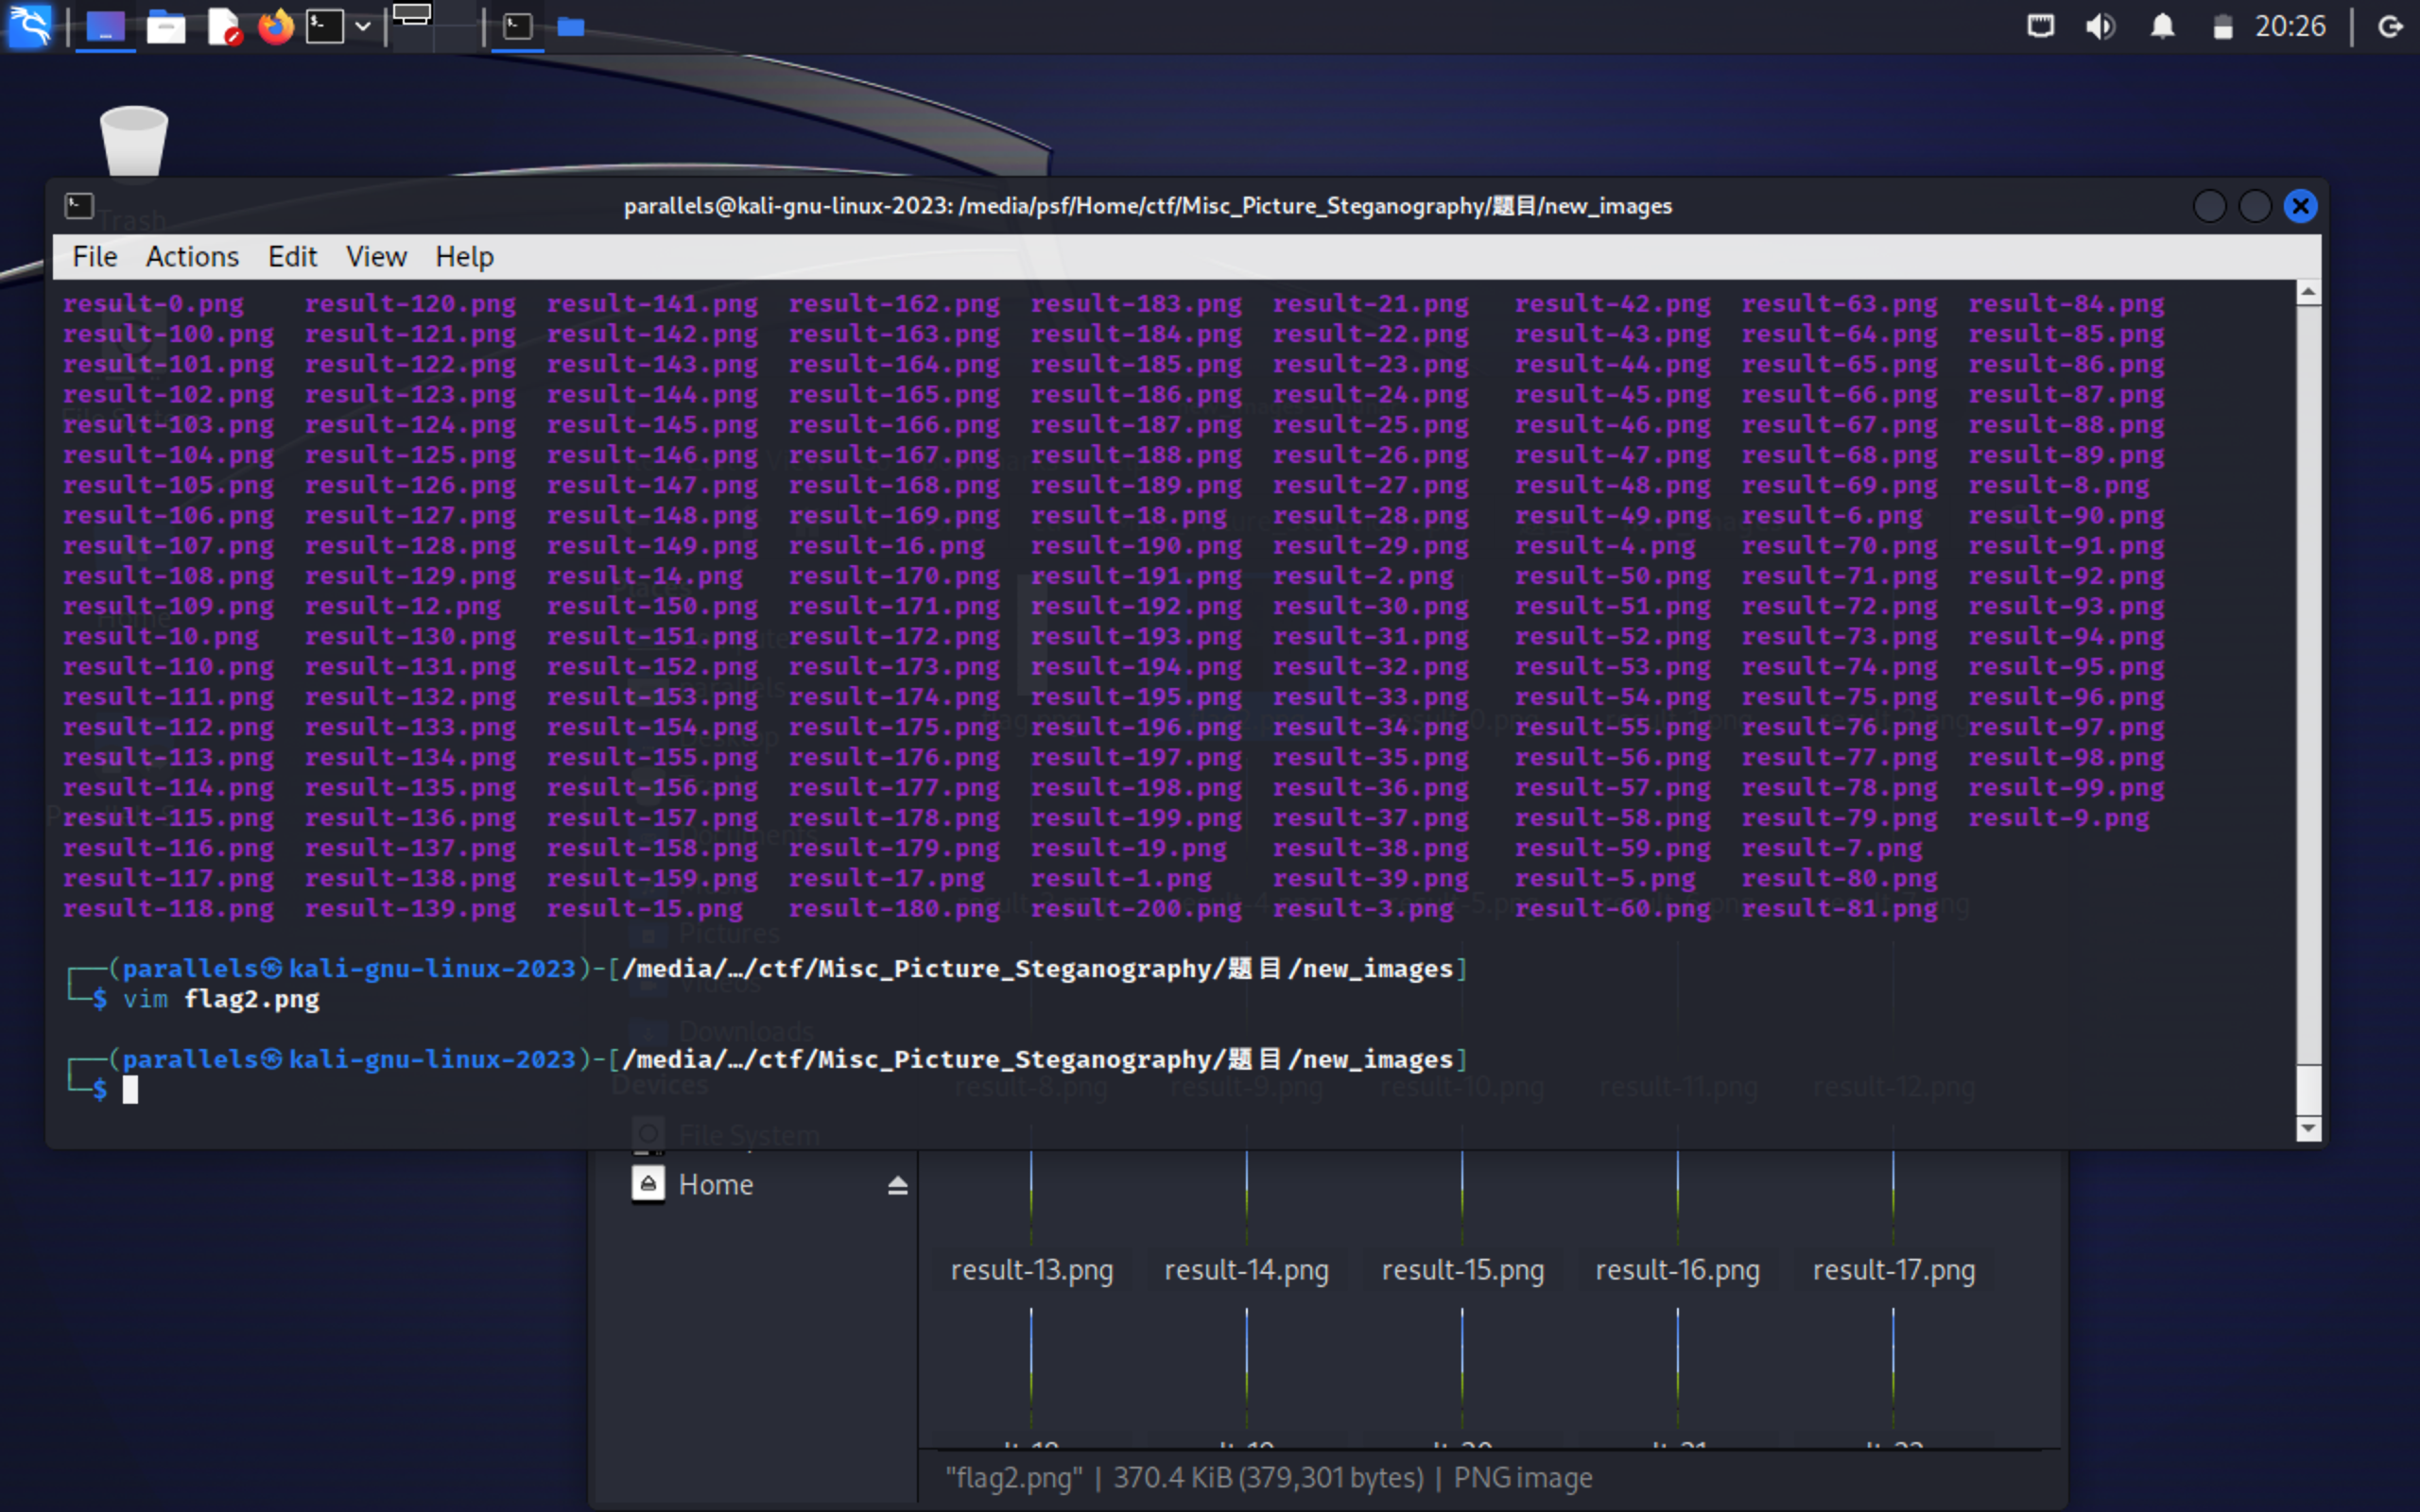 20:26
Trash
parallels@kali-gnu-linux-2023: /media/psf/Home/ctf/Misc_Picture_Steganography/题目/new_images
File Actions Edit View Help
result-0.png result-120.png result-141.png result-162.png result-183.png result-21.png result-42.png result-63.png result-84.png
result-100.png result-121.png result-142.png result-163.png result-184.png result-22.png result-43.png result-64.png result-85.png
result-101.png result-122.png result-143.png result-164.png result-185.png result-23.png result-44.png result-65.png result-86.png
result-102.png result-123.png result-144.png result-165.png result-186.png result-24.png result-45.png result-66.png result-87.png
result-103.png result-124.png result-145.png result-166.png result-187.png result-25.png result-46.png result-67.png result-88.png
result-104.png result-125.png result-146.png result-167.png result-188.png result-26.png result-47.png result-68.png result-89.png
result-105.png result-126.png result-147.png result-168.png result-189.png result-27.png result-48.png result-69.png result-8.png
result-106.png result-127.png result-148.png result-169.png result-18.png result-28.png result-49.png result-6.png result-90.png
result-107.png result-128.png result-149.png result-16.png result-190.png result-29.png result-4.png result-70.png result-91.png
result-108.png result-129.png result-14.png result-170.png result-191.png result-2.png result-50.png result-71.png result-92.png
result-109.png result-12.png result-150.png result-171.png result-192.png result-30.png result-51.png result-72.png result-93.png
result-10.png result-130.png result-151.png result-172.png result-193.png result-31.png result-52.png result-73.png result-94.png
result-110.png result-131.png result-152.png result-173.png result-194.png result-32.png result-53.png result-74.png result-95.png
result-111.png result-132.png result-153.png result-174.png result-195.png result-33.png result-54.png result-75.png result-96.png
result-112.png result-133.png result-154.png result-175.png result-196.png result-34.png result-55.png result-76.png result-97.png
result-113.png result-134.png result-155.png result-176.png result-197.png result-35.png result-56.png result-77.png result-98.png
result-114.png result-135.png result-156.png result-177.png result-198.png result-36.png result-57.png result-78.png result-99.png
result-115.png result-136.png result-157.png result-178.png result-199.png result-37.png result-58.png result-79.png result-9.png
result-116.png result-137.png result-158.png result-179.png result-19.png result-38.png result-59.png result-7.png
result-117.png result-138.png result-159.png result-17.png result-1.png result-39.png result-5.png result-80.png
result-118.png result-139.png result-15.png result-180.png result-200.png result-3.png result-60.png result-81.png
Pictures
(parallels㉿kali-gnu-linux-2023)-[/media/…/ctf/Misc_Picture_Steganography/题目/new_images]
$ vim flag2.png
Videos
Downloads
(parallels㉿kali-gnu-linux-2023)-[/media/…/ctf/Misc_Picture_Steganography/题目/new_images]
$
Devices
result-8.png result-9.png result-10.png result-11.png result-12.png
File System
Home
result-13.png result-14.png result-15.png result-16.png result-17.png
"flag2.png" | 370.4 KiB (379,301 bytes) | PNG image